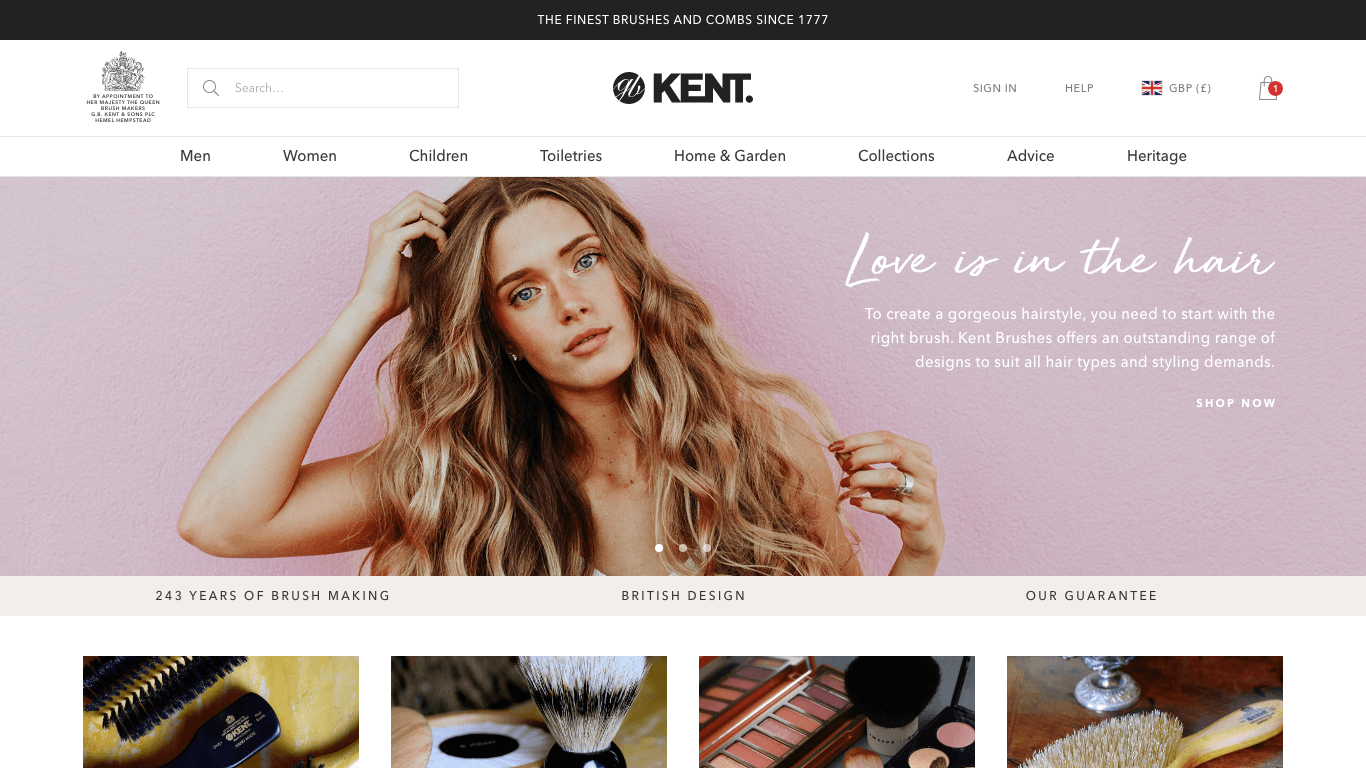 THE FINEST BRUSHES AND COMBS SINCE 1777
BY APPOINTMENT TO
HER MAJESTY THE QUEEN
BRUSH MAKERS
G.B. KENT & SONS PLC
HEMEL HEMPSTEAD
Search...
KENT.
SIGN IN
HELP
GBP (£)
1
Men
Women
Children
Toiletries
Home & Garden
Collections
Advice
Heritage
Love is in the hair
To create a gorgeous hairstyle, you need to start with the
right brush. Kent Brushes offers an outstanding range of
designs to suit all hair types and styling demands.
SHOP NOW
243 YEARS OF BRUSH MAKING
BRITISH DESIGN
OUR GUARANTEE
KENT.